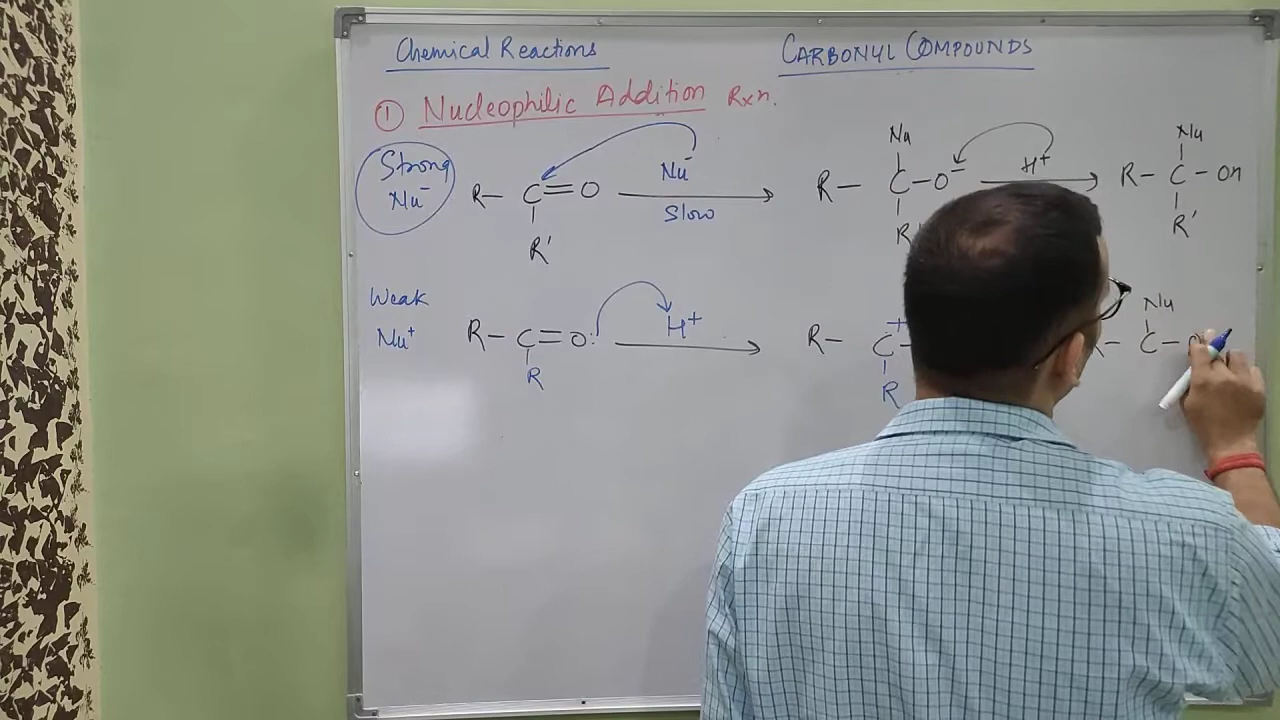 Chemical Reactions
CARBONYL COMPOUNDS
① Nucleophilic Addition Rxn.
Strong
Nu⁻
R– C = O
R'
Nu⁻
Slow
Nu
R – C – O⁻
R'
H⁺
Nu
R – C – OH
R'
Weak
Nu⁺
R – C = O:
R
H⁺
R – C⁺
R
Nu
R – C –